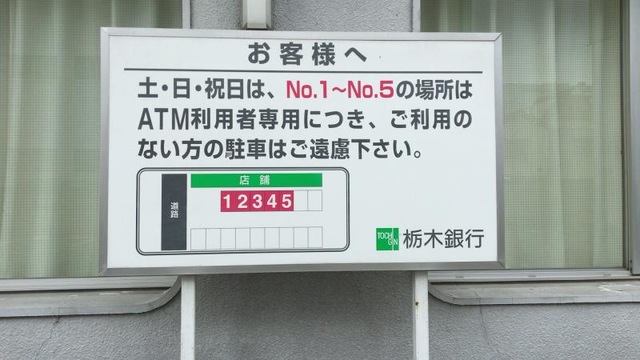 お客様へ
土・日・祝日は、No.1～No.5の場所は
ATM利用者専用につき、ご利用の
ない方の駐車はご遠慮下さい。
店舗
道路
12345
TOCHIGIN
栃木銀行